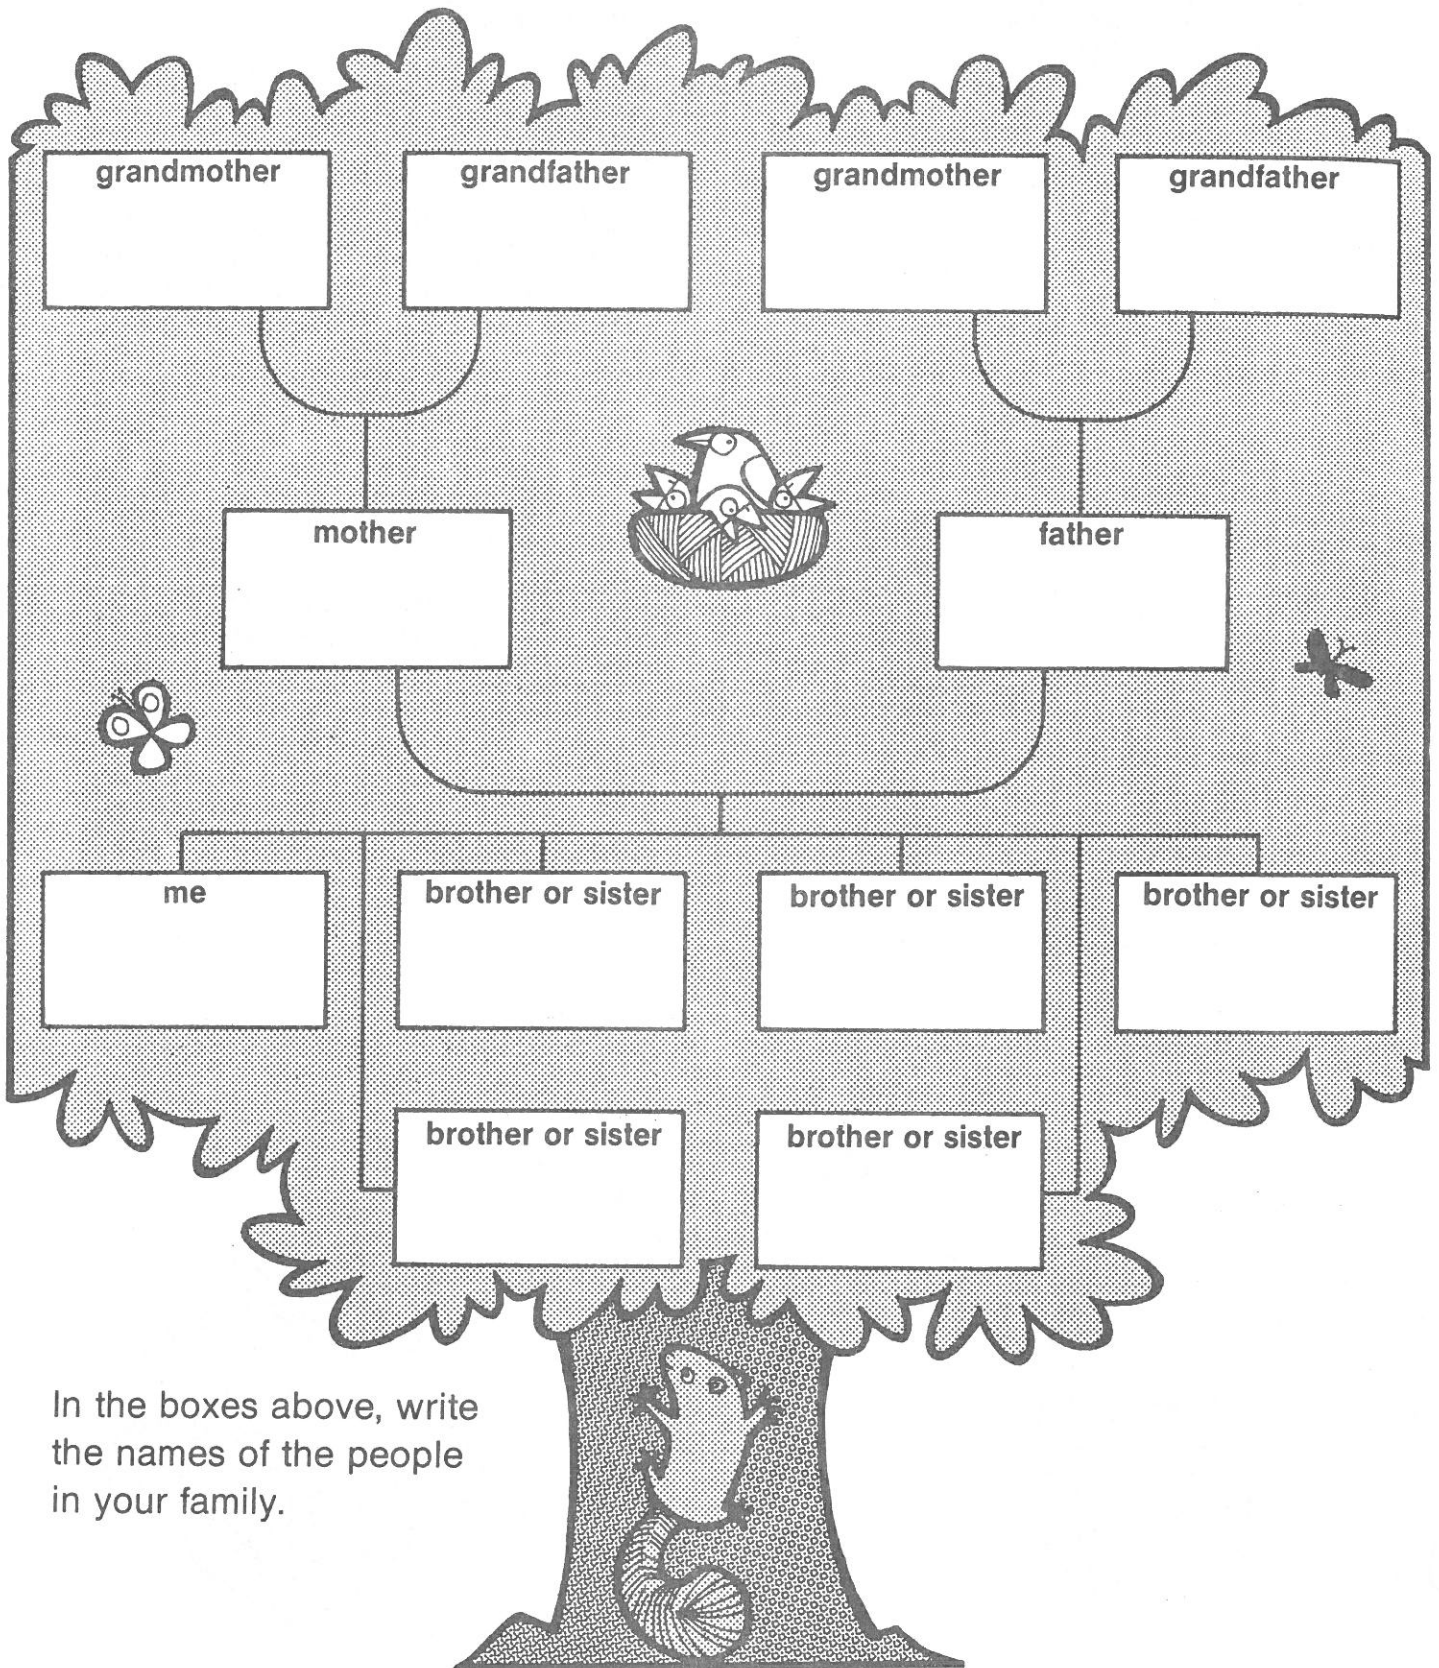 grandmother grandfather grandmother grandfather
mother father
me brother or sister brother or sister brother or sister
brother or sister brother or sister
In the boxes above, write
the names of the people
in your family.